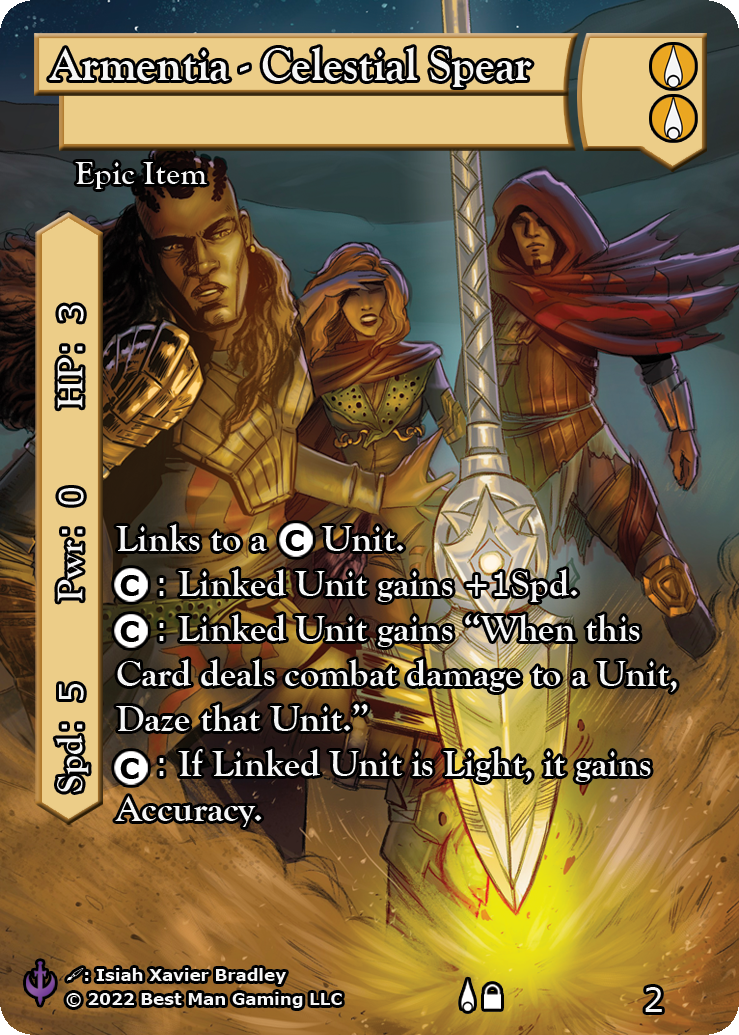 Armentia - Celestial Spear
Epic Item
HP: 3
Pwr: 0
Spd: 5
Links to a C Unit.
C: Linked Unit gains +1Spd.
C: Linked Unit gains “When this
Card deals combat damage to a Unit,
Daze that Unit.”
C: If Linked Unit is Light, it gains
Accuracy.
: Isiah Xavier Bradley
© 2022 Best Man Gaming LLC
2